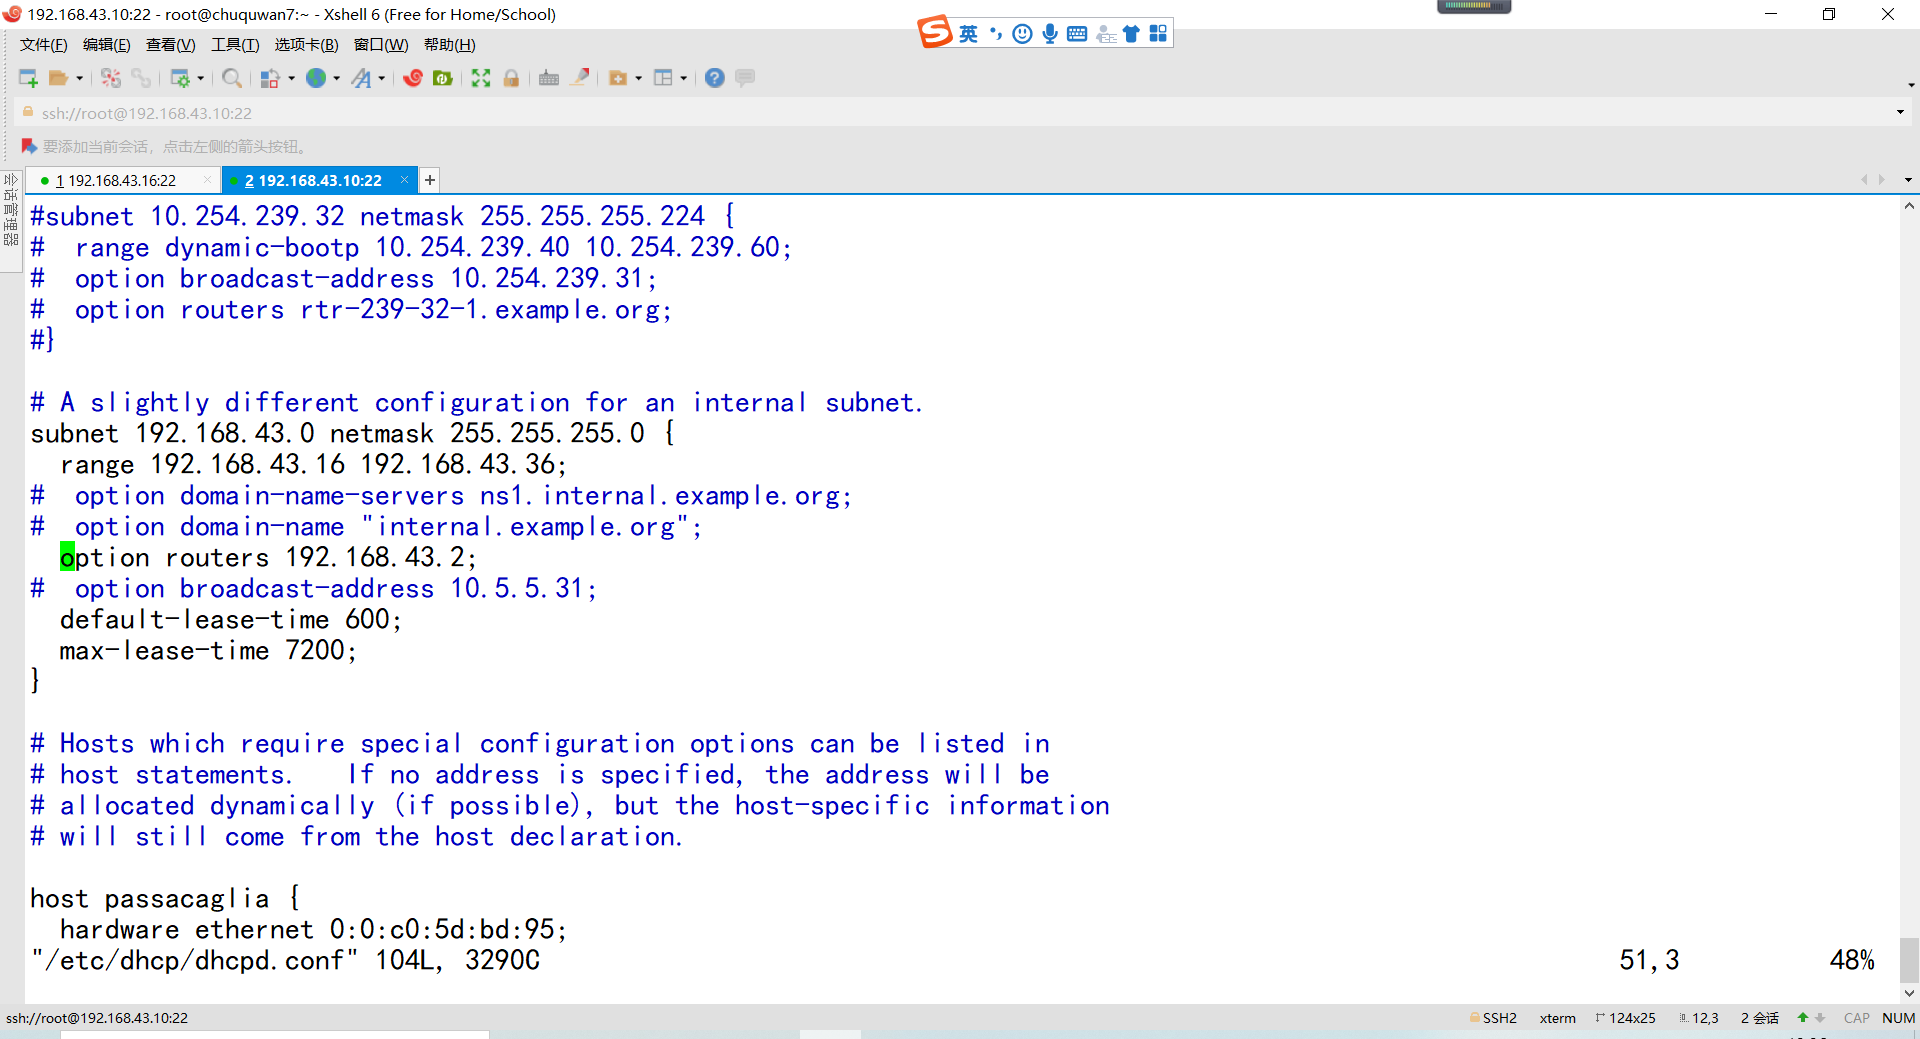 192.168.43.10:22 - root@chuquwan7:~ - Xshell 6 (Free for Home/School)
英
文件(F) 编辑(E) 查看(V) 工具(T) 选项卡(B) 窗口(W) 帮助(H)
ssh://root@192.168.43.10:22
要添加当前会话，点击左侧的箭头按钮。
会话管理器
1 192.168.43.16:22
2 192.168.43.10:22
#subnet 10.254.239.32 netmask 255.255.255.224 {
#  range dynamic-bootp 10.254.239.40 10.254.239.60;
#  option broadcast-address 10.254.239.31;
#  option routers rtr-239-32-1.example.org;
#}
# A slightly different configuration for an internal subnet.
subnet 192.168.43.0 netmask 255.255.255.0 {
  range 192.168.43.16 192.168.43.36;
#  option domain-name-servers ns1.internal.example.org;
#  option domain-name "internal.example.org";
  option routers 192.168.43.2;
#  option broadcast-address 10.5.5.31;
  default-lease-time 600;
  max-lease-time 7200;
}
# Hosts which require special configuration options can be listed in
# host statements.   If no address is specified, the address will be
# allocated dynamically (if possible), but the host-specific information
# will still come from the host declaration.
host passacaglia {
  hardware ethernet 0:0:c0:5d:bd:95;
"/etc/dhcp/dhcpd.conf" 104L, 3290C 51,3 48%
ssh://root@192.168.43.10:22 SSH2 xterm 124x25 12,3 2 会话 CAP NUM